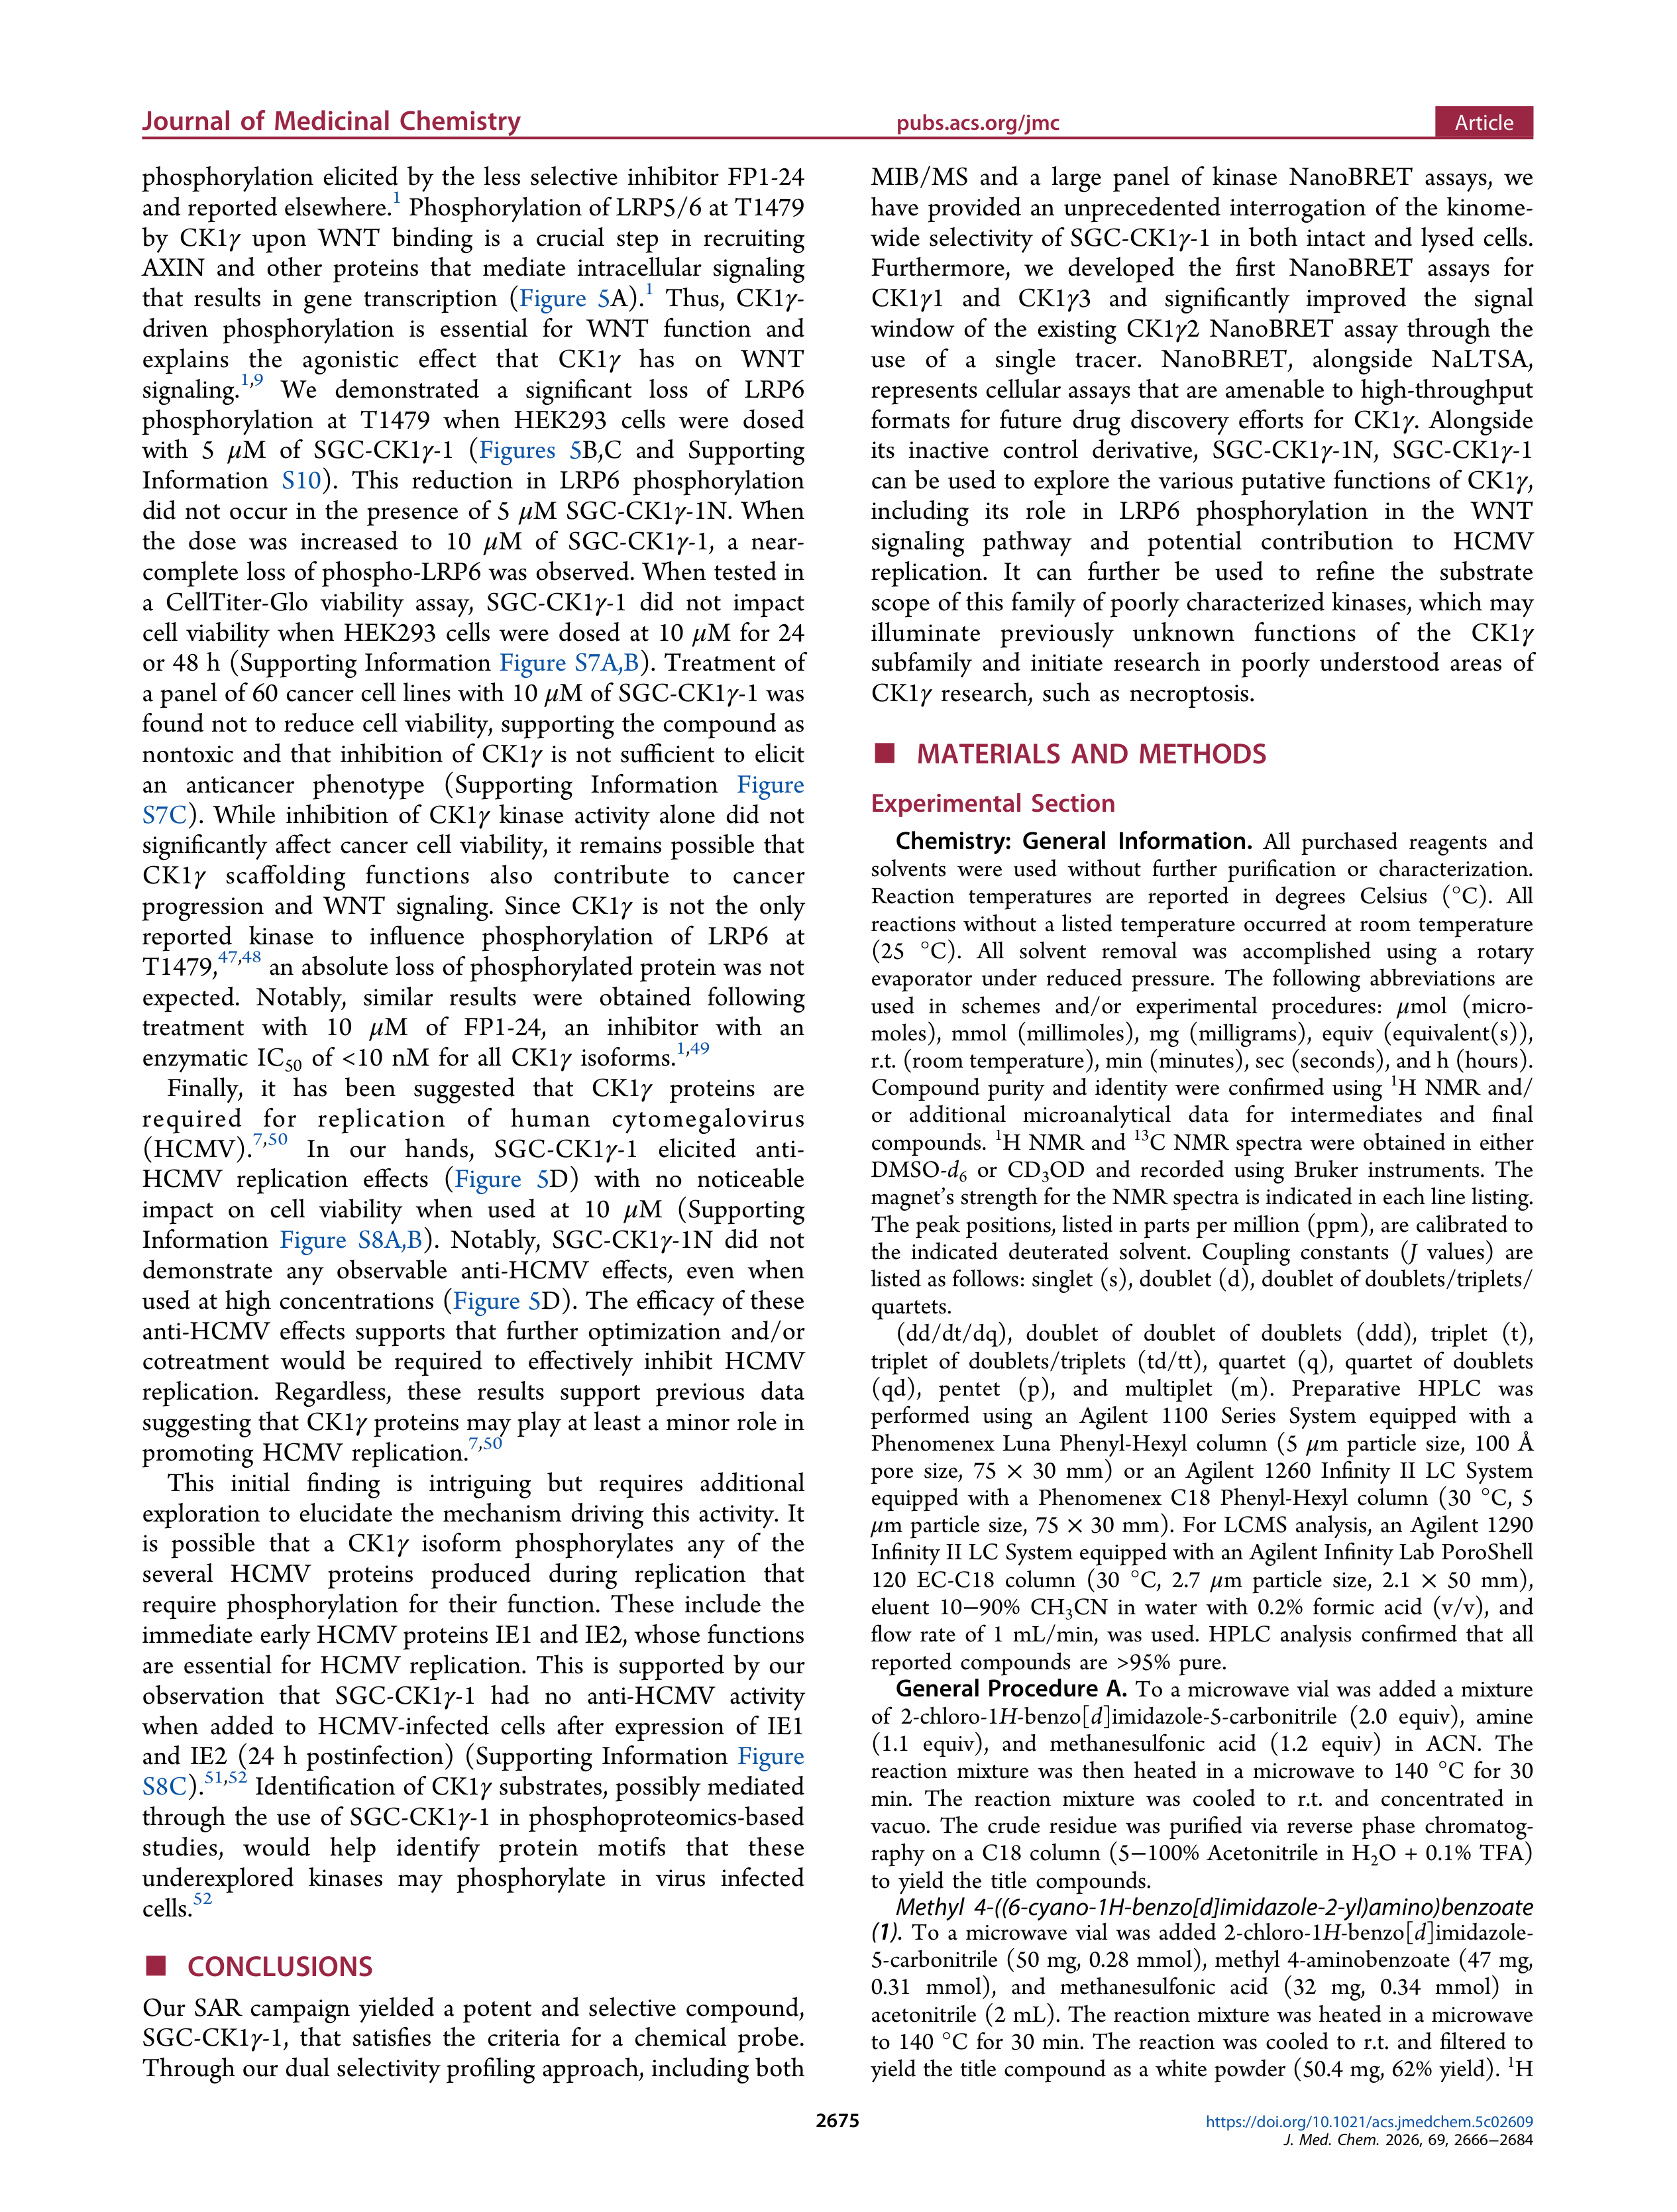 Journal of Medicinal Chemistry
pubs.acs.org/jmc
Article
phosphorylation elicited by the less selective inhibitor FP1-24
and reported elsewhere.1 Phosphorylation of LRP5/6 at T1479
by CK1γ upon WNT binding is a crucial step in recruiting
AXIN and other proteins that mediate intracellular signaling
that results in gene transcription (Figure 5A).1 Thus, CK1γ-
driven phosphorylation is essential for WNT function and
explains the agonistic effect that CK1γ has on WNT
signaling.1,9 We demonstrated a significant loss of LRP6
phosphorylation at T1479 when HEK293 cells were dosed
with 5 μM of SGC-CK1γ-1 (Figures 5B,C and Supporting
Information S10). This reduction in LRP6 phosphorylation
did not occur in the presence of 5 μM SGC-CK1γ-1N. When
the dose was increased to 10 μM of SGC-CK1γ-1, a near-
complete loss of phospho-LRP6 was observed. When tested in
a CellTiter-Glo viability assay, SGC-CK1γ-1 did not impact
cell viability when HEK293 cells were dosed at 10 μM for 24
or 48 h (Supporting Information Figure S7A,B). Treatment of
a panel of 60 cancer cell lines with 10 μM of SGC-CK1γ-1 was
found not to reduce cell viability, supporting the compound as
nontoxic and that inhibition of CK1γ is not sufficient to elicit
an anticancer phenotype (Supporting Information Figure
S7C). While inhibition of CK1γ kinase activity alone did not
significantly affect cancer cell viability, it remains possible that
CK1γ scaffolding functions also contribute to cancer
progression and WNT signaling. Since CK1γ is not the only
reported kinase to influence phosphorylation of LRP6 at
T1479,47,48 an absolute loss of phosphorylated protein was not
expected. Notably, similar results were obtained following
treatment with 10 μM of FP1-24, an inhibitor with an
enzymatic IC50 of <10 nM for all CK1γ isoforms.1,49
Finally, it has been suggested that CK1γ proteins are
required for replication of human cytomegalovirus
(HCMV).7,50 In our hands, SGC-CK1γ-1 elicited anti-
HCMV replication effects (Figure 5D) with no noticeable
impact on cell viability when used at 10 μM (Supporting
Information Figure S8A,B). Notably, SGC-CK1γ-1N did not
demonstrate any observable anti-HCMV effects, even when
used at high concentrations (Figure 5D). The efficacy of these
anti-HCMV effects supports that further optimization and/or
cotreatment would be required to effectively inhibit HCMV
replication. Regardless, these results support previous data
suggesting that CK1γ proteins may play at least a minor role in
promoting HCMV replication.7,50
This initial finding is intriguing but requires additional
exploration to elucidate the mechanism driving this activity. It
is possible that a CK1γ isoform phosphorylates any of the
several HCMV proteins produced during replication that
require phosphorylation for their function. These include the
immediate early HCMV proteins IE1 and IE2, whose functions
are essential for HCMV replication. This is supported by our
observation that SGC-CK1γ-1 had no anti-HCMV activity
when added to HCMV-infected cells after expression of IE1
and IE2 (24 h postinfection) (Supporting Information Figure
S8C).51,52 Identification of CK1γ substrates, possibly mediated
through the use of SGC-CK1γ-1 in phosphoproteomics-based
studies, would help identify protein motifs that these
underexplored kinases may phosphorylate in virus infected
cells.52
■ CONCLUSIONS
Our SAR campaign yielded a potent and selective compound,
SGC-CK1γ-1, that satisfies the criteria for a chemical probe.
Through our dual selectivity profiling approach, including both
MIB/MS and a large panel of kinase NanoBRET assays, we
have provided an unprecedented interrogation of the kinome-
wide selectivity of SGC-CK1γ-1 in both intact and lysed cells.
Furthermore, we developed the first NanoBRET assays for
CK1γ1 and CK1γ3 and significantly improved the signal
window of the existing CK1γ2 NanoBRET assay through the
use of a single tracer. NanoBRET, alongside NaLTSA,
represents cellular assays that are amenable to high-throughput
formats for future drug discovery efforts for CK1γ. Alongside
its inactive control derivative, SGC-CK1γ-1N, SGC-CK1γ-1
can be used to explore the various putative functions of CK1γ,
including its role in LRP6 phosphorylation in the WNT
signaling pathway and potential contribution to HCMV
replication. It can further be used to refine the substrate
scope of this family of poorly characterized kinases, which may
illuminate previously unknown functions of the CK1γ
subfamily and initiate research in poorly understood areas of
CK1γ research, such as necroptosis.
■ MATERIALS AND METHODS
Experimental Section
Chemistry: General Information. All purchased reagents and
solvents were used without further purification or characterization.
Reaction temperatures are reported in degrees Celsius (°C). All
reactions without a listed temperature occurred at room temperature
(25 °C). All solvent removal was accomplished using a rotary
evaporator under reduced pressure. The following abbreviations are
used in schemes and/or experimental procedures: μmol (micro-
moles), mmol (millimoles), mg (milligrams), equiv (equivalent(s)),
r.t. (room temperature), min (minutes), sec (seconds), and h (hours).
Compound purity and identity were confirmed using 1H NMR and/
or additional microanalytical data for intermediates and final
compounds. 1H NMR and 13C NMR spectra were obtained in either
DMSO-d6 or CD3OD and recorded using Bruker instruments. The
magnet's strength for the NMR spectra is indicated in each line listing.
The peak positions, listed in parts per million (ppm), are calibrated to
the indicated deuterated solvent. Coupling constants (J values) are
listed as follows: singlet (s), doublet (d), doublet of doublets/triplets/
quartets.
(dd/dt/dq), doublet of doublet of doublets (ddd), triplet (t),
triplet of doublets/triplets (td/tt), quartet (q), quartet of doublets
(qd), pentet (p), and multiplet (m). Preparative HPLC was
performed using an Agilent 1100 Series System equipped with a
Phenomenex Luna Phenyl-Hexyl column (5 μm particle size, 100 Å
pore size, 75 × 30 mm) or an Agilent 1260 Infinity II LC System
equipped with a Phenomenex C18 Phenyl-Hexyl column (30 °C, 5
μm particle size, 75 × 30 mm). For LCMS analysis, an Agilent 1290
Infinity II LC System equipped with an Agilent Infinity Lab PoroShell
120 EC-C18 column (30 °C, 2.7 μm particle size, 2.1 × 50 mm),
eluent 10−90% CH3CN in water with 0.2% formic acid (v/v), and
flow rate of 1 mL/min, was used. HPLC analysis confirmed that all
reported compounds are >95% pure.
General Procedure A. To a microwave vial was added a mixture
of 2-chloro-1H-benzo[d]imidazole-5-carbonitrile (2.0 equiv), amine
(1.1 equiv), and methanesulfonic acid (1.2 equiv) in ACN. The
reaction mixture was then heated in a microwave to 140 °C for 30
min. The reaction mixture was cooled to r.t. and concentrated in
vacuo. The crude residue was purified via reverse phase chromatog-
raphy on a C18 column (5−100% Acetonitrile in H2O + 0.1% TFA)
to yield the title compounds.
Methyl 4-((6-cyano-1H-benzo[d]imidazole-2-yl)amino)benzoate
(1). To a microwave vial was added 2-chloro-1H-benzo[d]imidazole-
5-carbonitrile (50 mg, 0.28 mmol), methyl 4-aminobenzoate (47 mg,
0.31 mmol), and methanesulfonic acid (32 mg, 0.34 mmol) in
acetonitrile (2 mL). The reaction mixture was heated in a microwave
to 140 °C for 30 min. The reaction was cooled to r.t. and filtered to
yield the title compound as a white powder (50.4 mg, 62% yield). 1H
2675
https://doi.org/10.1021/acs.jmedchem.5c02609
J. Med. Chem. 2026, 69, 2666−2684